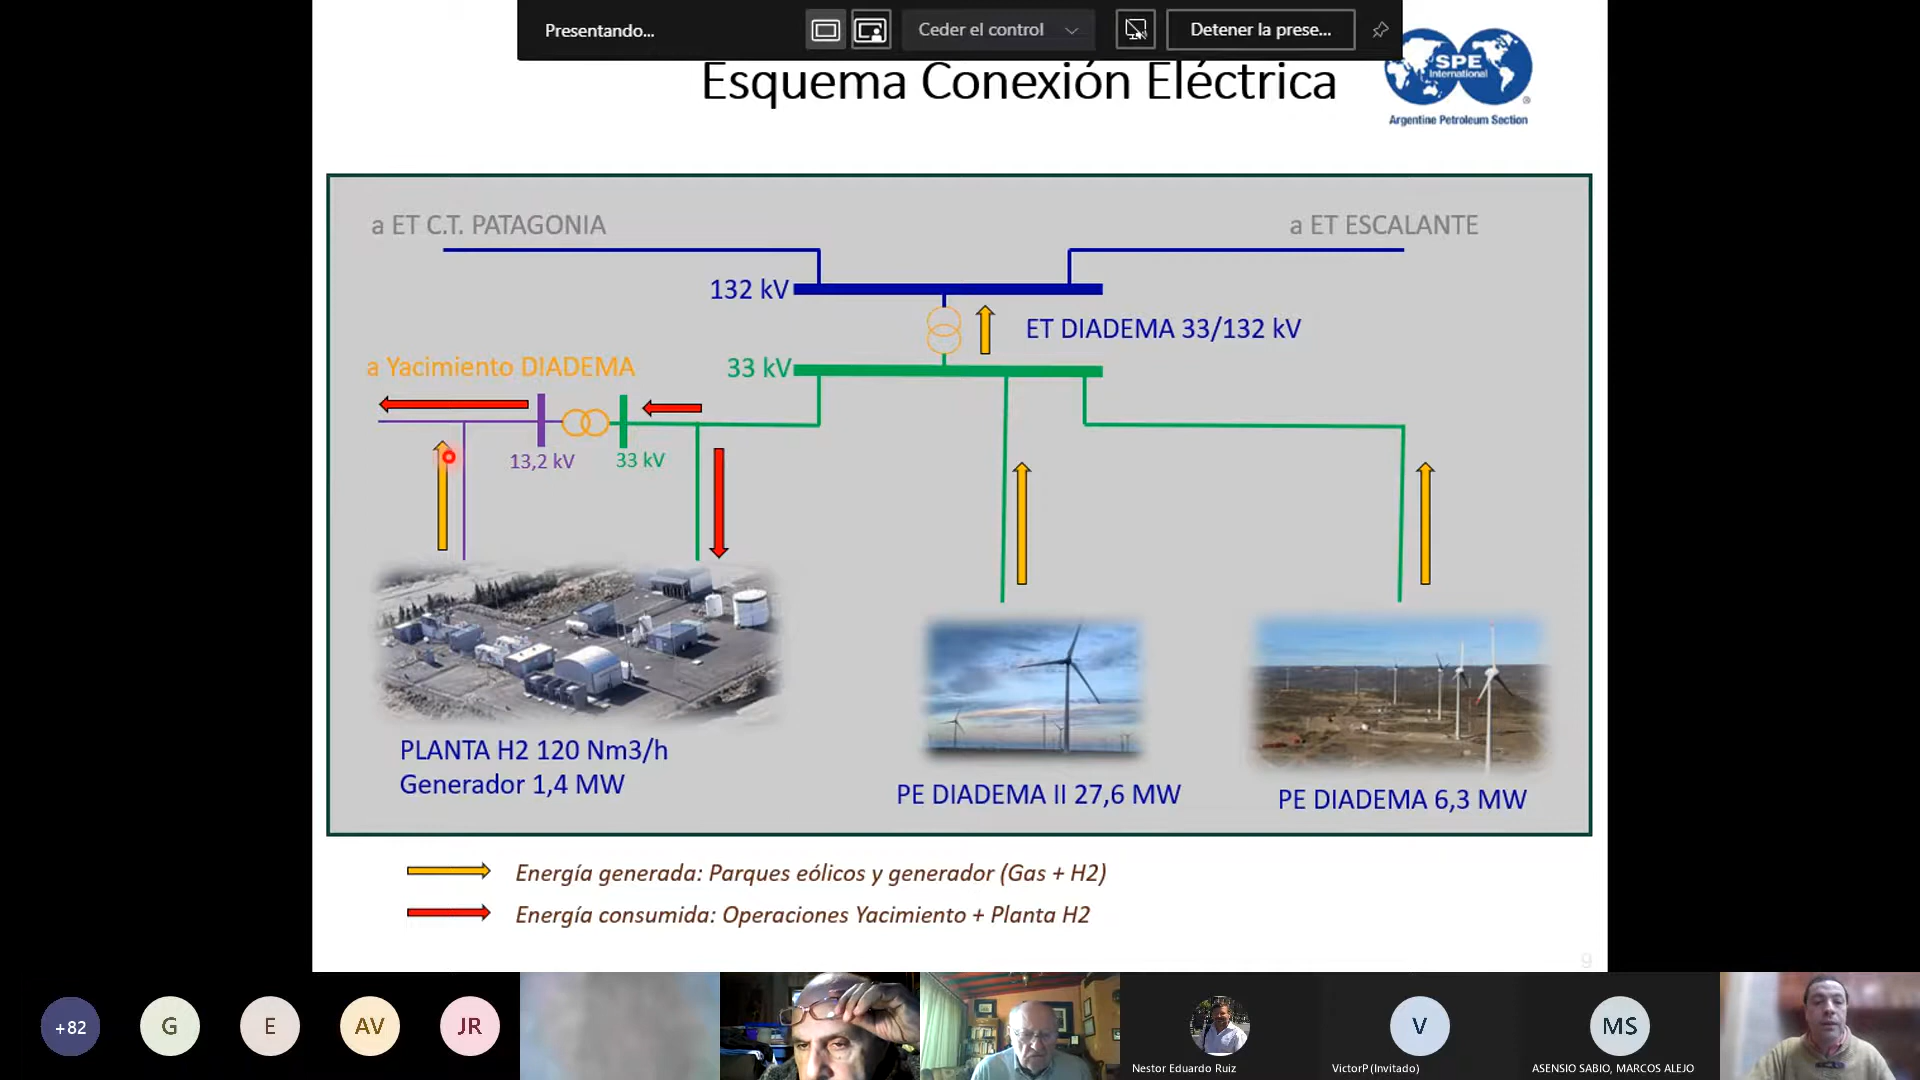 Presentando...
Ceder el control
Detener la prese...
Esquema Conexión Eléctrica
SPE
International
®
Argentine Petroleum Section
a ET C.T. PATAGONIA
a ET ESCALANTE
132 kV
ET DIADEMA 33/132 kV
a Yacimiento DIADEMA
33 kV
13,2 kV
33 kV
PLANTA H2 120 Nm3/h
Generador 1,4 MW
PE DIADEMA II 27,6 MW
PE DIADEMA 6,3 MW
Energía generada: Parques eólicos y generador (Gas + H2)
Energía consumida: Operaciones Yacimiento + Planta H2
9
+82
G
E
AV
JR
Nestor Eduardo Ruiz
V
VictorP (Invitado)
MS
ASENSIO SABIO, MARCOS ALEJO